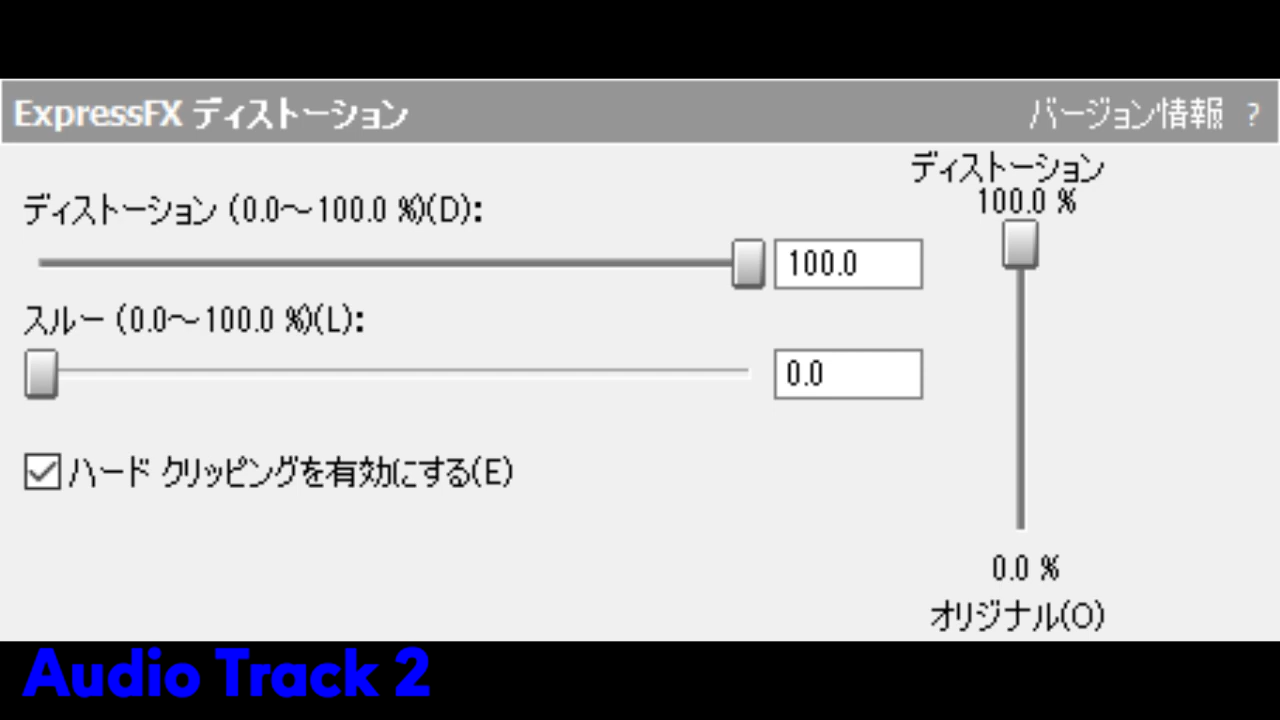 ExpressFX ディストーション
バージョン情報 ?
ディストーション
100.0 %
ディストーション (0.0～100.0 %)(D):
100.0
スルー (0.0～100.0 %)(L):
0.0
ハード クリッピングを有効にする(E)
0.0 %
オリジナル(O)
Audio Track 2